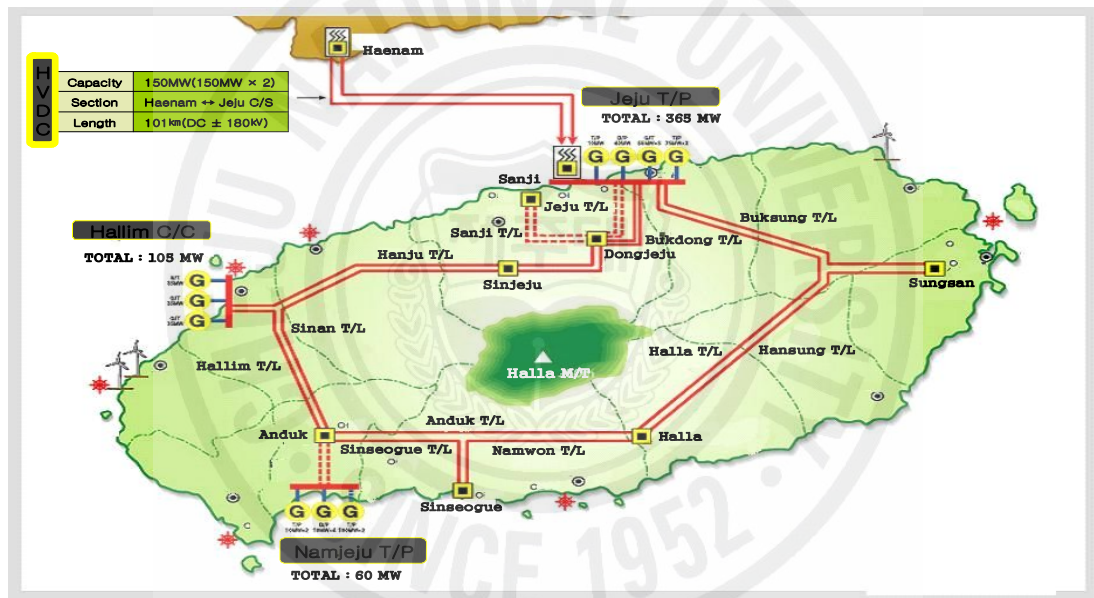 Haenam
HVDC
Capacity 150MW(150MW × 2)
Section Haenam ↔ Jeju C/S
Length 101㎞(DC ± 180㎸)
Jeju T/P
TOTAL : 365 MW
G G G G
Sanji
Jeju T/L
Sanji T/L
Bukdong T/L
Dongjeju
Buksung T/L
Hallim C/C
TOTAL : 105 MW
G
G
G
Hanju T/L
Sinjeju
Sungsan
Sinan T/L
Hallim T/L
Halla M/T
Halla T/L
Hansung T/L
Anduk T/L
Anduk
Halla
Sinseogue T/L
Namwon T/L
Sinseogue
G G G
Namjeju T/P
TOTAL : 60 MW
SINCE 1952